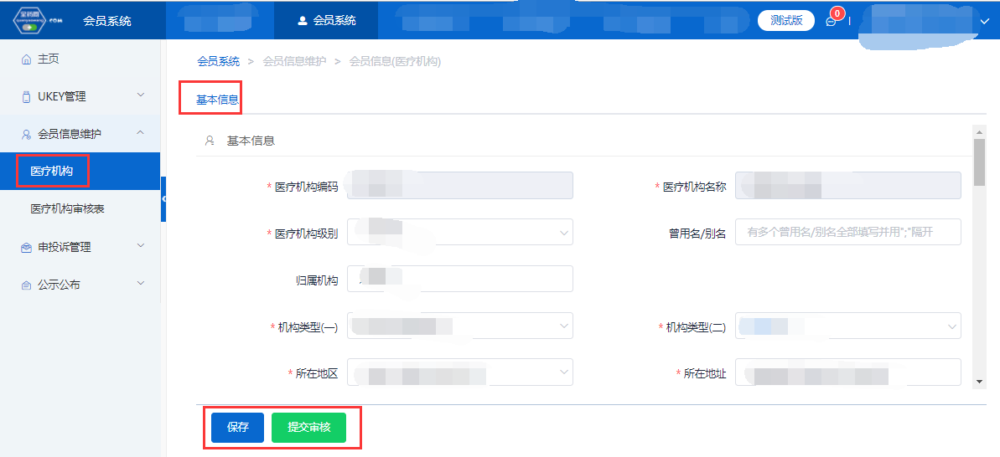 全药网
.COM
会员系统
会员系统
测试版
0
主页
UKEY管理
会员信息维护
医疗机构
医疗机构审核表
申投诉管理
公示公布
会员系统 > 会员信息维护 > 会员信息(医疗机构)
基本信息
基本信息
* 医疗机构编码
* 医疗机构名称
* 医疗机构级别
曾用名/别名 有多个曾用名/别名全部填写并用";"隔开
归属机构
* 机构类型(一)
* 机构类型(二)
* 所在地区
* 所在地址
保存 提交审核